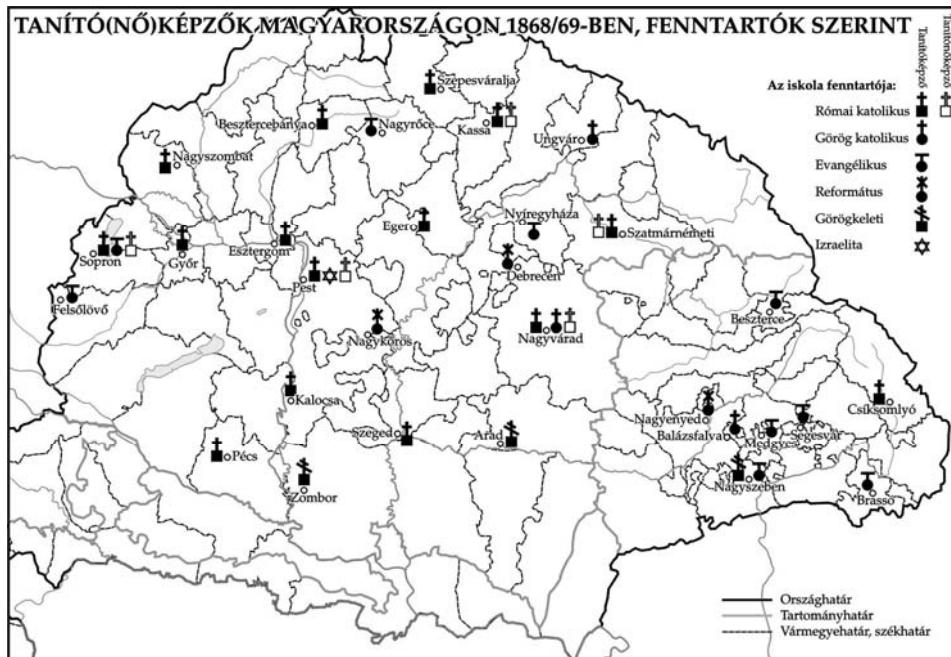 TANÍTÓ(NŐ)KÉPZŐK MAGYARORSZÁGON 1868/69-BEN, FENNTARTÓK SZERINT
Tanítóképző
Tanítónőképző
Az iskola fenntartója:
Római katolikus
Görög katolikus
Evangélikus
Református
Görögkeleti
Izraelita
Szepesváralja
Besztercebánya
Nagyrőce
Kassa
Ungvár
Nagyszombat
Nyíregyháza
Eger
Szatmárnémeti
Sopron
Győr
Esztergom
Debrecen
Pest
Felsőlövő
Beszterce
Nagykőrös
Nagyvárad
Kalocsa
Csíksomlyó
Nagyenyed
Szeged
Arad
Balázsfalva
Medgyes
Segesvár
Pécs
Zombor
Nagyszeben
Brassó
Országhatár
Tartományhatár
Vármegyehatár, székhatár